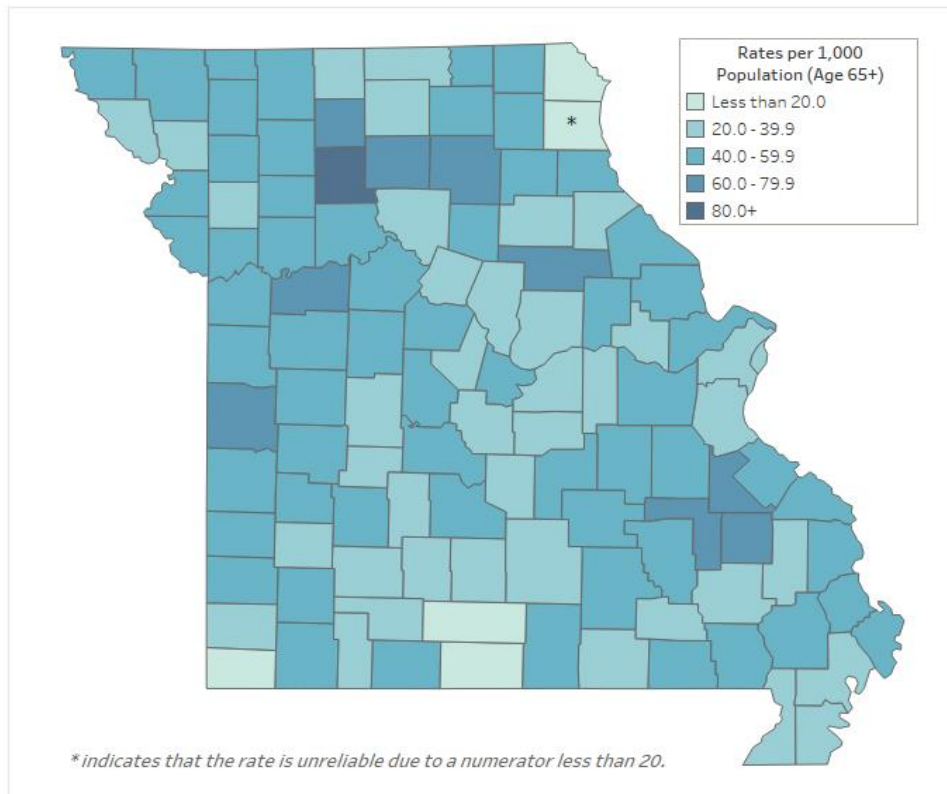 Rates per 1,000
Population (Age 65+)
Less than 20.0
20.0 - 39.9
40.0 - 59.9
60.0 - 79.9
80.0+
*
* indicates that the rate is unreliable due to a numerator less than 20.